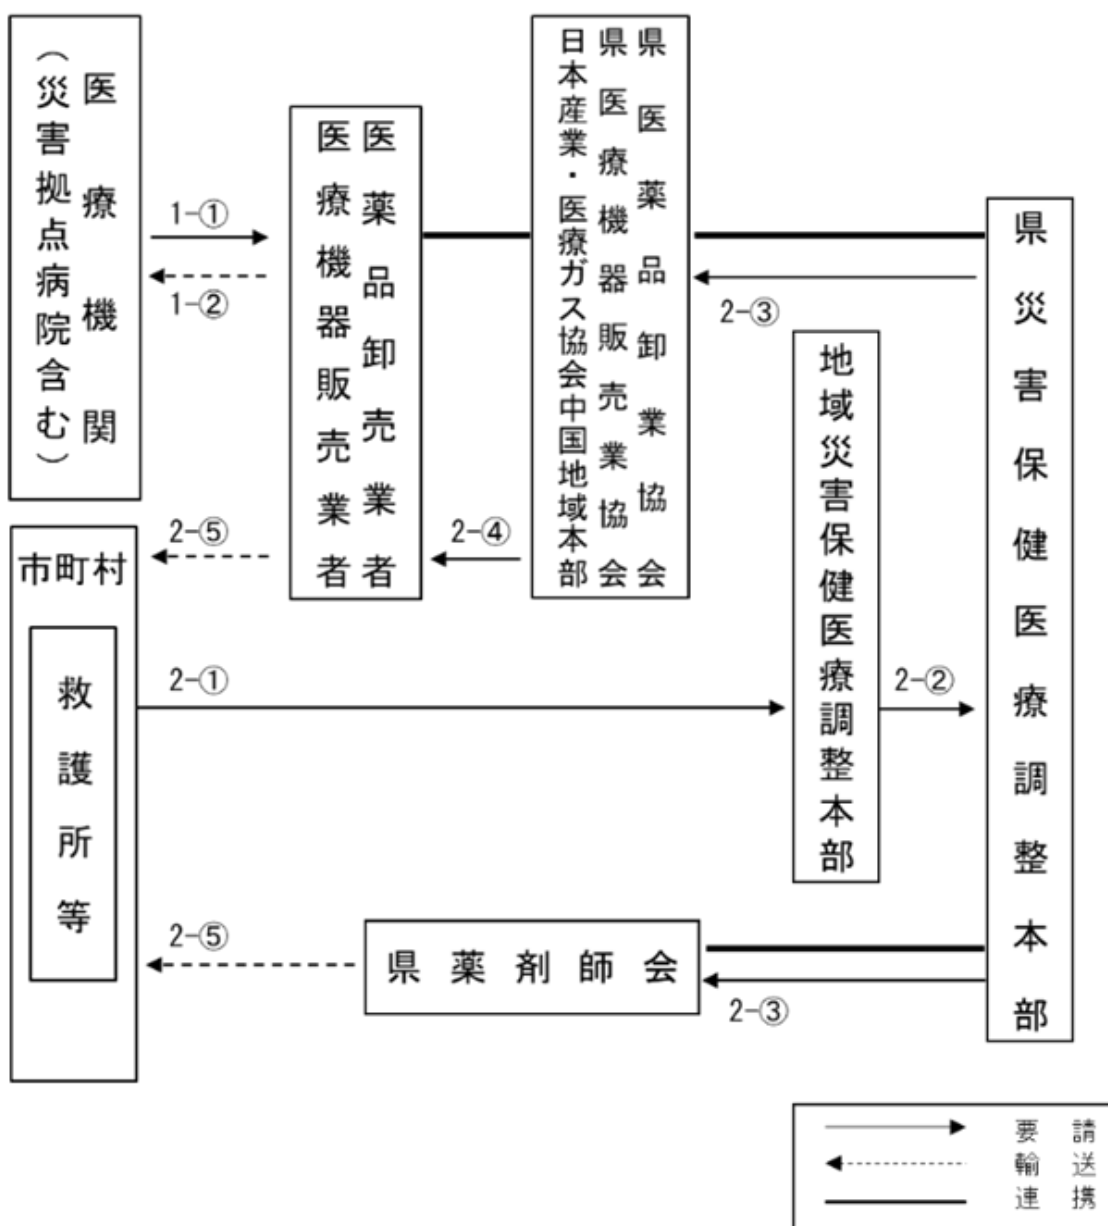 医療機関
（災害拠点病院含む）
1-①
1-②
医薬品卸売業者
医療機器販売業者
県医薬品卸売業協会
県医療機器販売業協会
日本産業・医療ガス協会中国地域本部
2-③
県災害保健医療調整本部
地域災害保健医療調整本部
2-⑤
2-④
市町村
救護所等
2-①
2-②
2-⑤
県薬剤師会
2-③
要請
輸送
連携